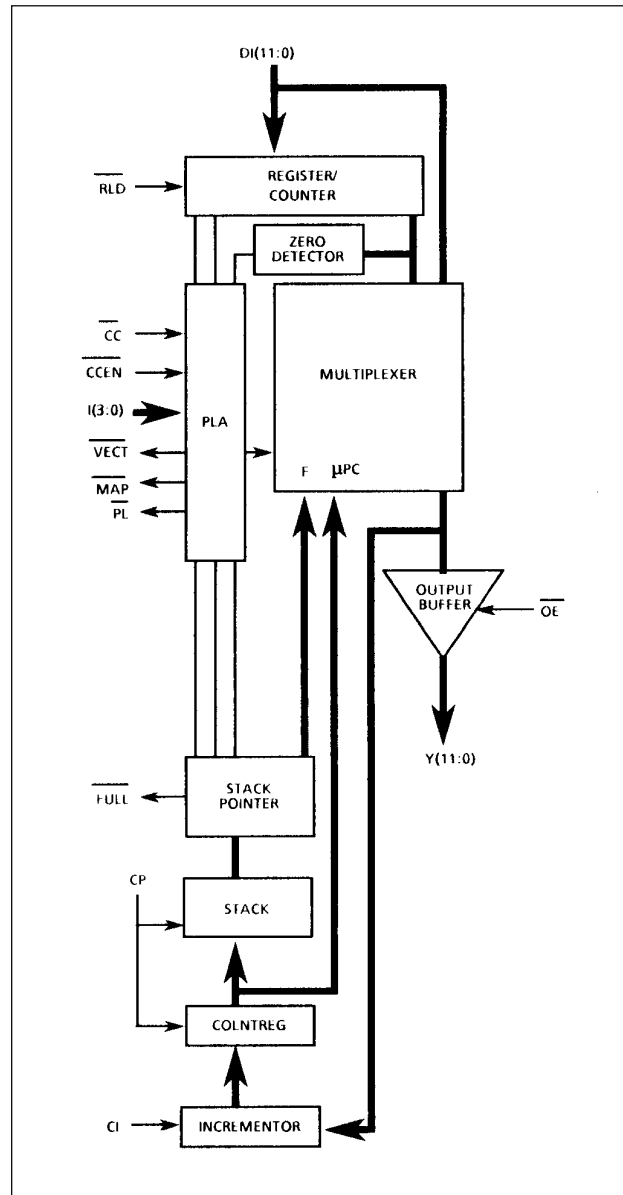 DI(11:0)
REGISTER/
COUNTER
RLD
ZERO
DETECTOR
CC
CCEN
I(3:0)
VECT
MAP
PL
PLA
MULTIPLEXER
F
µPC
OUTPUT
BUFFER
OE
Y(11:0)
FULL
STACK
POINTER
CP
STACK
COLNTREG
CI
INCREMENTOR